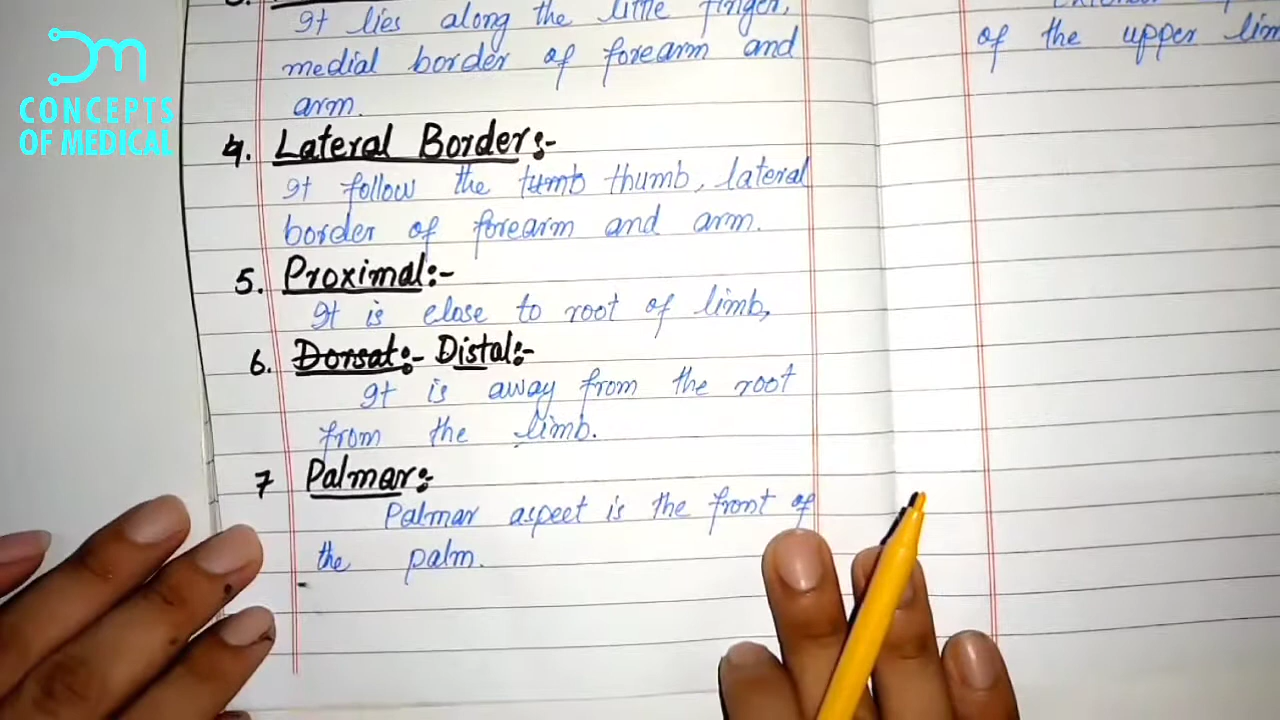 CONCEPTS
OF MEDICAL
It lies along the little finger,
medial border of forearm and
arm.
4. Lateral Border:-
It follow the tumb thumb, lateral
border of forearm and arm.
5. Proximal:-
It is close to root of limb,
6. Dorsat:- Distal:-
It is away from the root
from the limb.
7 Palmar:-
Palmar aspect is the front of
the palm.
of the upper lim